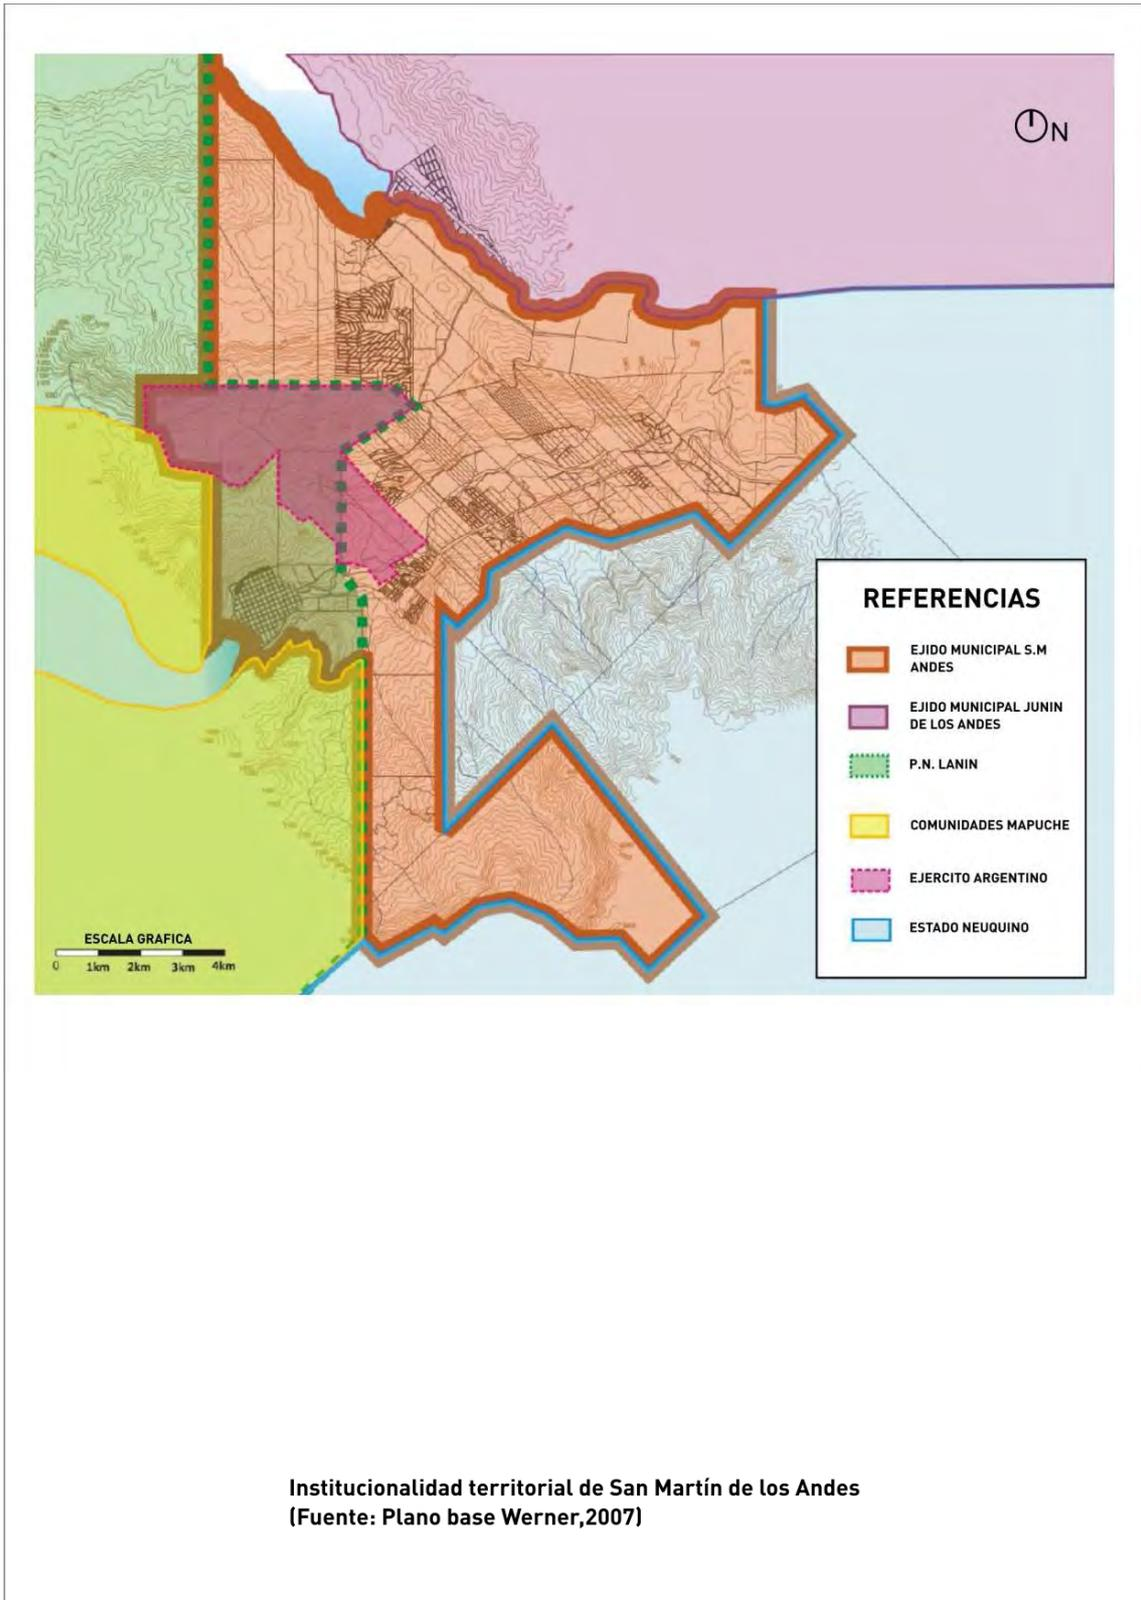 N
REFERENCIAS
EJIDO MUNICIPAL S.M
ANDES
EJIDO MUNICIPAL JUNIN
DE LOS ANDES
P.N. LANIN
COMUNIDADES MAPUCHE
EJERCITO ARGENTINO
ESTADO NEUQUINO
ESCALA GRAFICA
0 1km 2km 3km 4km
Institucionalidad territorial de San Martín de los Andes
(Fuente: Plano base Werner,2007)